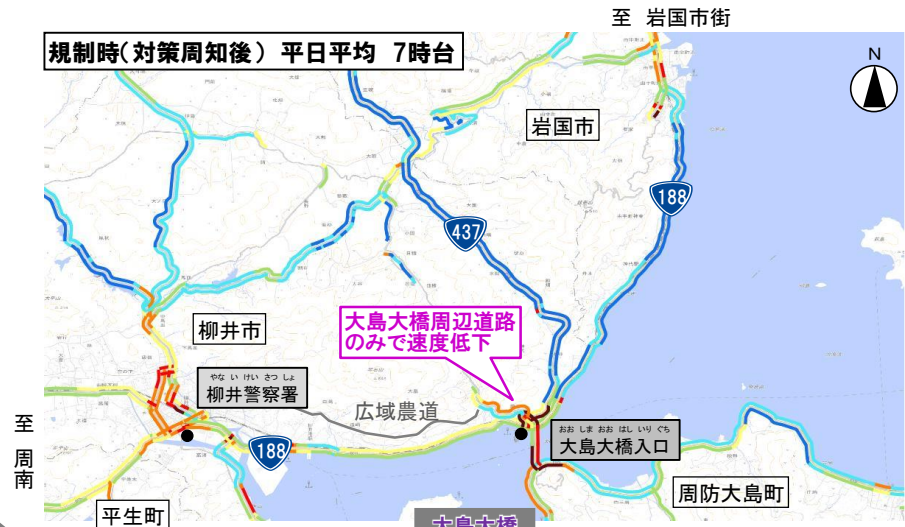 至 岩国市街
規制時(対策周知後) 平日平均 7時台
N
岩国市
188
437
大島大橋周辺道路
のみで速度低下
柳井市
やないけいさつしょ
柳井警察署
広域農道
おおしまおおはしいりぐち
大島大橋入口
至 周南
188
周防大島町
平生町
大島大橋